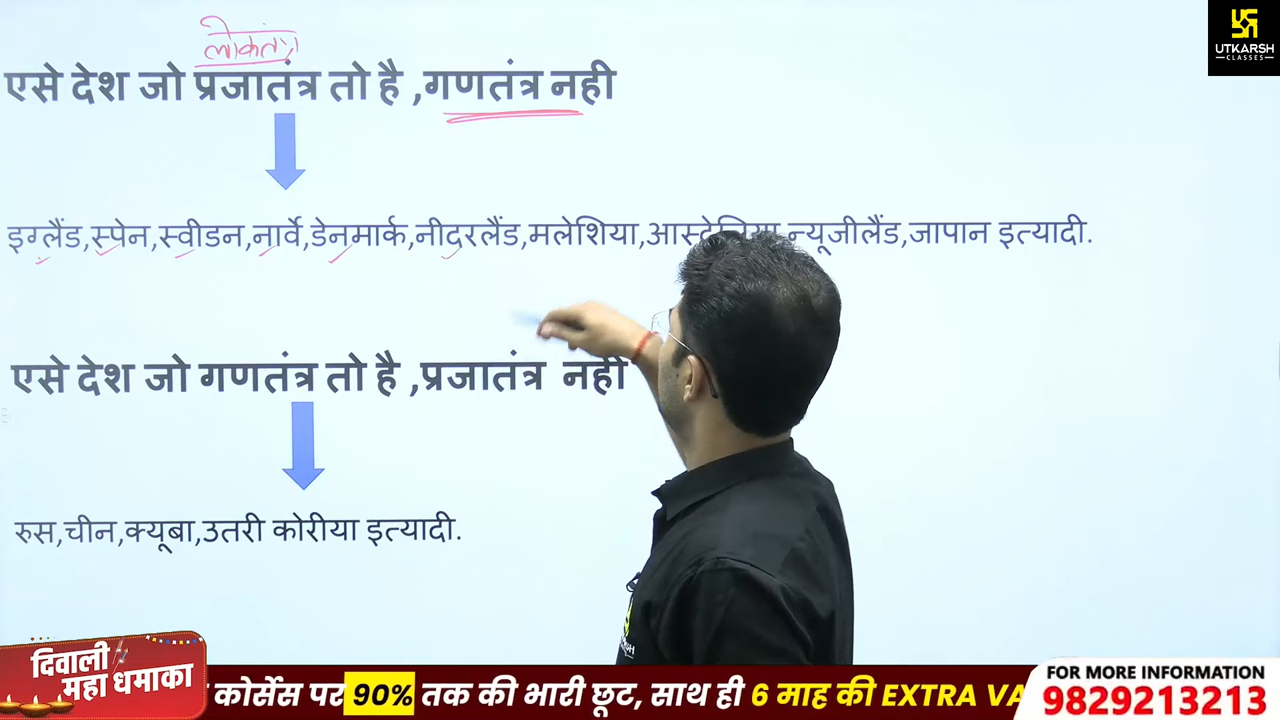 UTKARSH
CLASSES
लोकतंत्र
एसे देश जो प्रजातंत्र तो है ,गणतंत्र नही
इग्लैंड,स्पेन,स्वीडन,नार्वे,डेनमार्क,नीदरलैंड,मलेशिया,आस्ट्रेलिया,न्यूजीलैंड,जापान इत्यादी.
एसे देश जो गणतंत्र तो है ,प्रजातंत्र नही
रुस,चीन,क्यूबा,उतरी कोरीया इत्यादी.
दिवाली
महा धमाका
कोर्सेस पर 90% तक की भारी छूट, साथ ही 6 माह की EXTRA
FOR MORE INFORMATION
9829213213